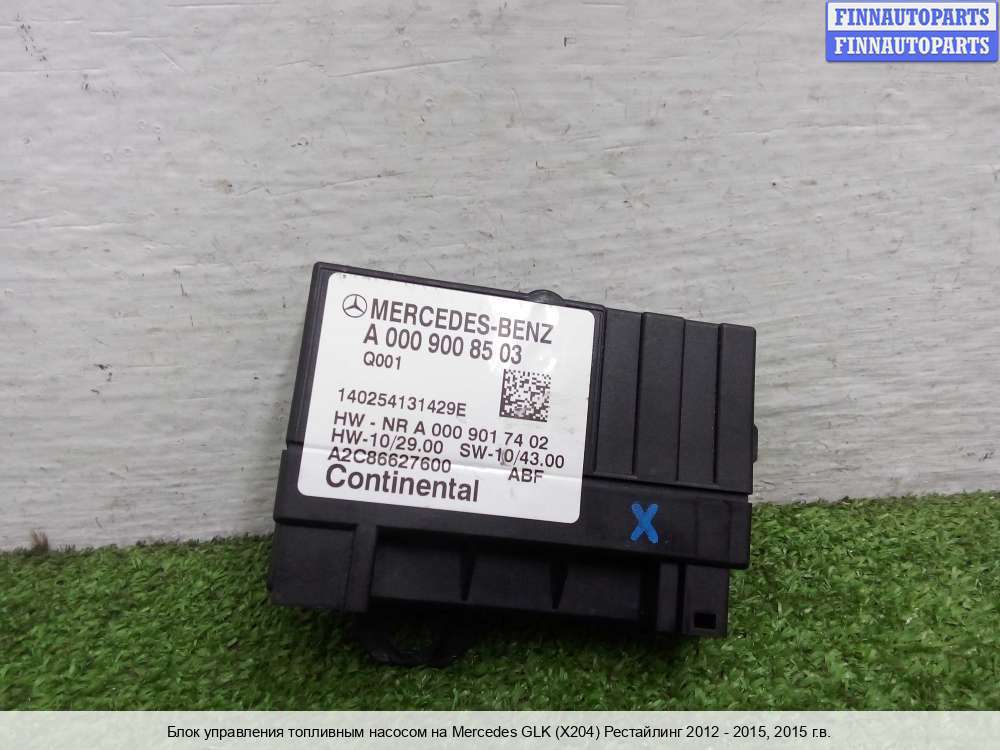 FINNAUTOPARTS
FINNAUTOPARTS
MERCEDES-BENZ
A 000 900 85 03
Q001
140254131429E
HW - NR A 000 901 74 02
HW-10/29.00 SW-10/43.00
A2C86627600 ABF
Continental
X
Блок управления топливным насосом на Mercedes GLK (X204) Рестайлинг 2012 - 2015, 2015 г.в.